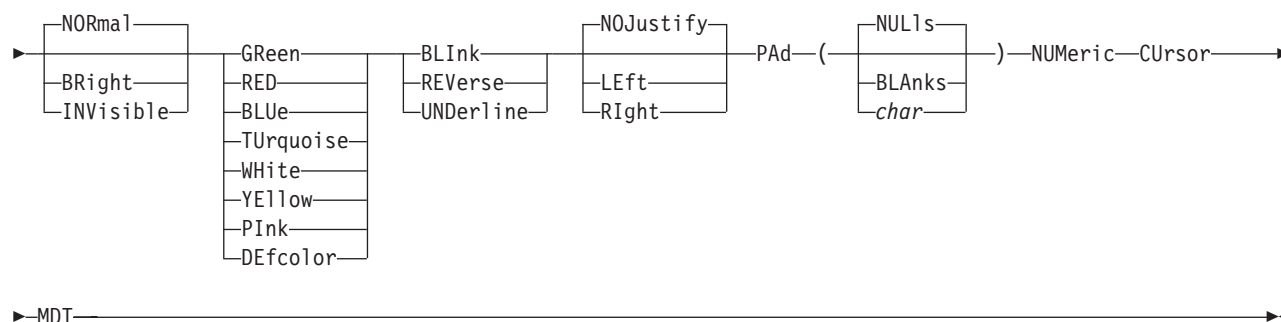 NORmal NOJustify NULls
GReen BLInk PAd ( ) NUMeric CUrsor
BRight RED REVerse LEft BLAnks
INVisible BLUe UNDerline RIght char
TUrquoise
WHite
YEllow
PInk
DEfcolor
MDT